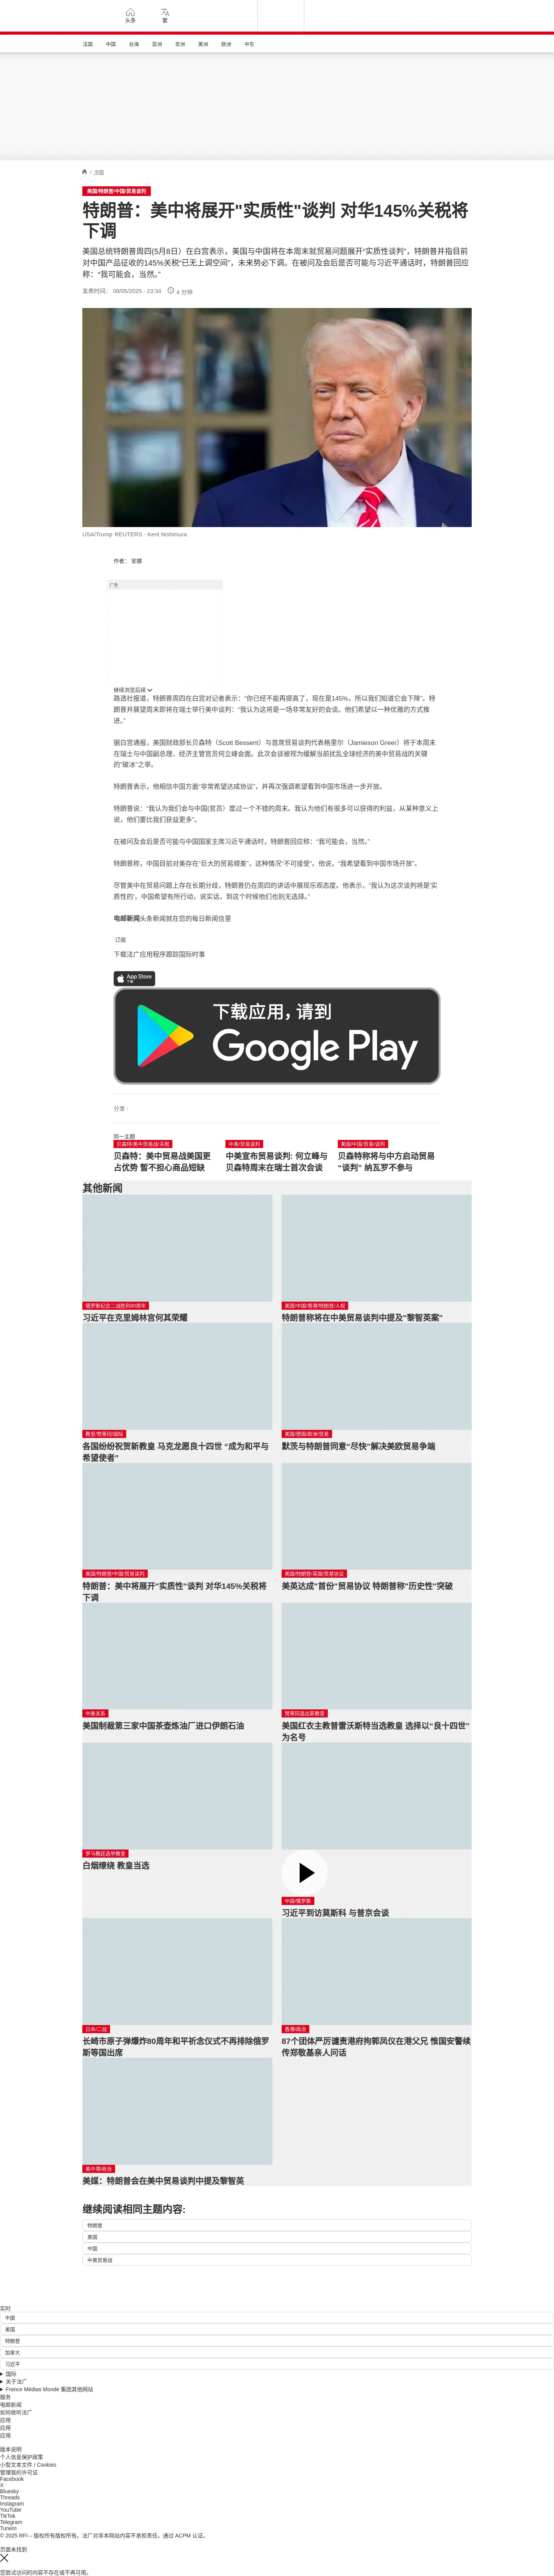 头条
繁
法国
中国
台海
亚洲
非洲
美洲
欧洲
中东
/ 中国
美国/特朗普/中国/贸易谈判
特朗普：美中将展开"实质性"谈判 对华145%关税将
下调
美国总统特朗普周四(5月8日）在白宫表示，美国与中国将在本周末就贸易问题展开“实质性谈判”，特朗普并指目前
对中国产品征收的145%关税“已无上调空间”，未来势必下调。在被问及会后是否可能与习近平通话时，特朗普回应
称：“我可能会，当然。”
发表时间： 08/05/2025 - 23:34
4 分钟
USA/Trump REUTERS - Kent Nishimura
作者： 安娜
广告
继续浏览后续
路透社报道，特朗普周四在白宫对记者表示：“你已经不能再提高了，现在是145%，所以我们知道它会下降”。特
朗普并展望周末即将在瑞士举行美中谈判：“我认为这将是一场非常友好的会谈。他们希望以一种优雅的方式推
进。”
据白宫通报，美国财政部长贝森特（Scott Bessent）与首席贸易谈判代表格里尔（Jamieson Greer）将于本周末
在瑞士与中国副总理、经济主管官员何立峰会面。此次会谈被视为缓解当前扰乱全球经济的美中贸易战的关键
的“破冰”之举。
特朗普表示，他相信中国方面“非常希望达成协议”，并再次强调希望看到中国市场进一步开放。
特朗普说：“我认为我们会与中国(官员）度过一个不错的周末。我认为他们有很多可以获得的利益，从某种意义上
说，他们要比我们获益更多”。
在被问及会后是否可能与中国国家主席习近平通话时，特朗普回应称：“我可能会，当然。”
特朗普称，中国目前对美存在“巨大的贸易顺差”，这种情况“不可接受”。他说，“我希望看到中国市场开放”。
尽管美中在贸易问题上存在长期分歧，特朗普仍在周四的讲话中展现乐观态度。他表示，“我认为这次谈判将是‘实
质性的’，中国希望有所行动，说实话，到这个时候他们也别无选择。”
电邮新闻头条新闻就在您的每日新闻信里
订阅
下载法广应用程序跟踪国际时事
App Store
下载
下载应用，请到
Google Play
分享 :
同一主题
贝森特/美中贸易战/关税
贝森特：美中贸易战美国更
占优势 暂不担心商品短缺
中美/贸易谈判
中美宣布贸易谈判: 何立峰与
贝森特周末在瑞士首次会谈
美国/中国/贸易/谈判
贝森特称将与中方启动贸易
“谈判” 纳瓦罗不参与
其他新闻
俄罗斯纪念二战胜利80周年
习近平在克里姆林宫何其荣耀
美国/中国/香港/特朗普/人权
特朗普称将在中美贸易谈判中提及"黎智英案"
教皇/梵蒂冈/国际
各国纷纷祝贺新教皇 马克龙愿良十四世 “成为和平与
希望使者”
美国/德国/欧洲/贸易
默茨与特朗普同意“尽快”解决美欧贸易争端
美国/特朗普/中国/贸易谈判
特朗普：美中将展开"实质性"谈判 对华145%关税将
下调
美国/特朗普/英国/贸易协议
美英达成"首份"贸易协议 特朗普称"历史性"突破
中美关系
美国制裁第三家中国茶壶炼油厂进口伊朗石油
梵蒂冈选出新教皇
美国红衣主教普雷沃斯特当选教皇 选择以“良十四世”
为名号
罗马教廷选举教皇
白烟缭绕 教皇当选
中国/俄罗斯
习近平到访莫斯科 与普京会谈
日本/二战
长崎市原子弹爆炸80周年和平祈念仪式不再排除俄罗
斯等国出席
香港/政治
87个团体严厉谴责港府拘郭凤仪在港父兄 惟国安警续
传郑敬基亲人问话
美中港/政治
美媒：特朗普会在美中贸易谈判中提及黎智英
继续阅读相同主题内容:
特朗普
美国
中国
中美贸易战
实时
中国
美国
特朗普
加拿大
习近平
国际
关于法广
France Médias Monde 集团其他网站
服务
电邮新闻
如何收听法广
应用
应用
应用
版本说明
个人信息保护政策
小型文本文件 / Cookies
管理我的许可证
Facebook
X
Bluesky
Threads
Instagram
YouTube
TikTok
Telegram
TuneIn
© 2025 RFI – 版权所有版权所有。法广对非本网站内容不承担责任。通过 ACPM 认证。
页面未找到
您尝试访问的内容不存在或不再可用。